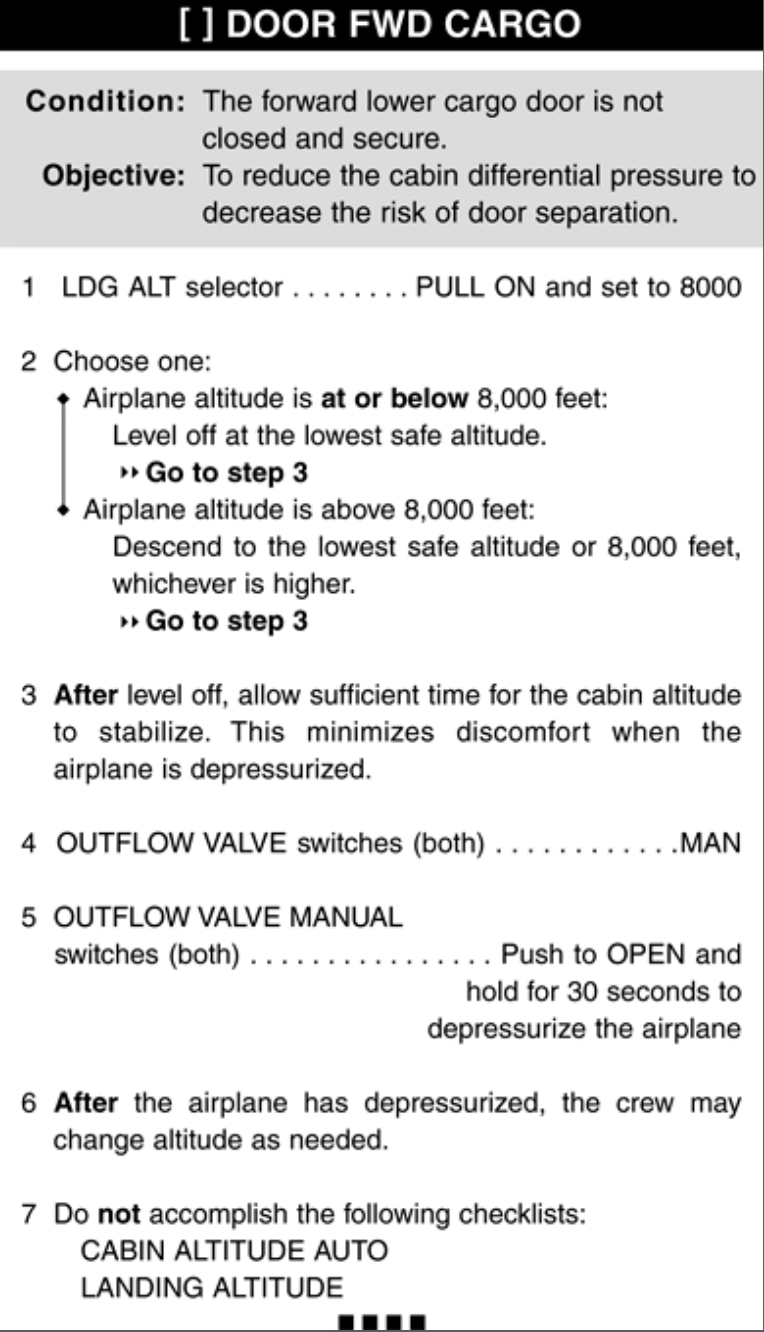 [ ] DOOR FWD CARGO
Condition: The forward lower cargo door is not
closed and secure.
Objective: To reduce the cabin differential pressure to
decrease the risk of door separation.
1 LDG ALT selector . . . . . . . . PULL ON and set to 8000
2 Choose one:
◆ Airplane altitude is at or below 8,000 feet:
Level off at the lowest safe altitude.
►► Go to step 3
◆ Airplane altitude is above 8,000 feet:
Descend to the lowest safe altitude or 8,000 feet,
whichever is higher.
►► Go to step 3
3 After level off, allow sufficient time for the cabin altitude
to stabilize. This minimizes discomfort when the
airplane is depressurized.
4 OUTFLOW VALVE switches (both) . . . . . . . . . . . .MAN
5 OUTFLOW VALVE MANUAL
switches (both) . . . . . . . . . . . . . . . . Push to OPEN and
hold for 30 seconds to
depressurize the airplane
6 After the airplane has depressurized, the crew may
change altitude as needed.
7 Do not accomplish the following checklists:
CABIN ALTITUDE AUTO
LANDING ALTITUDE